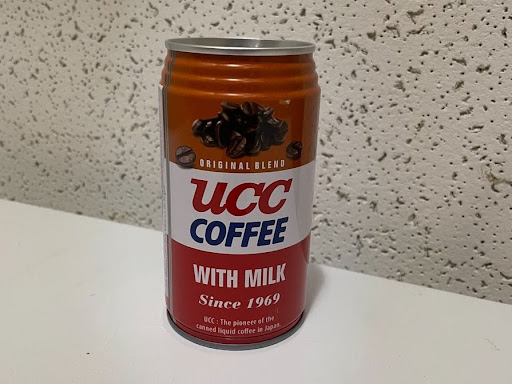 ORIGINAL BLEND
UCC
COFFEE
WITH MILK
Since 1969
UCC : The pioneer of the
canned liquid coffee in Japan.